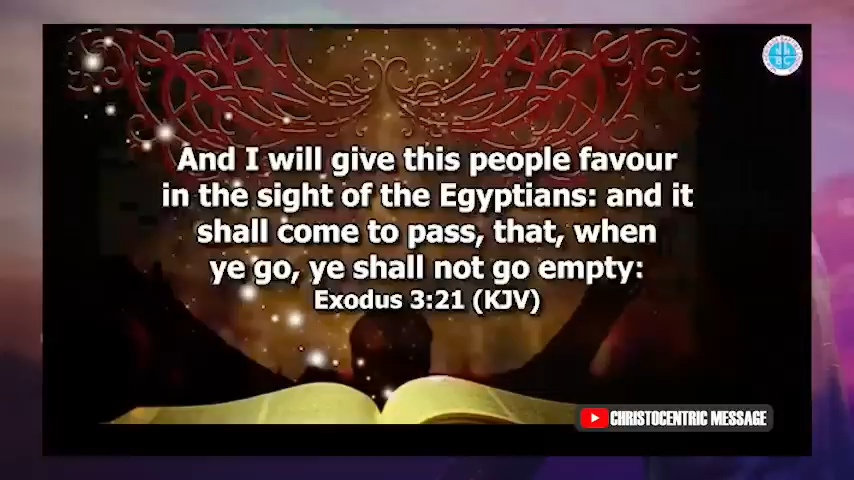 And I will give this people favour
in the sight of the Egyptians: and it
shall come to pass, that, when
ye go, ye shall not go empty:
Exodus 3:21 (KJV)
CHRISTOCENTRIC MESSAGE